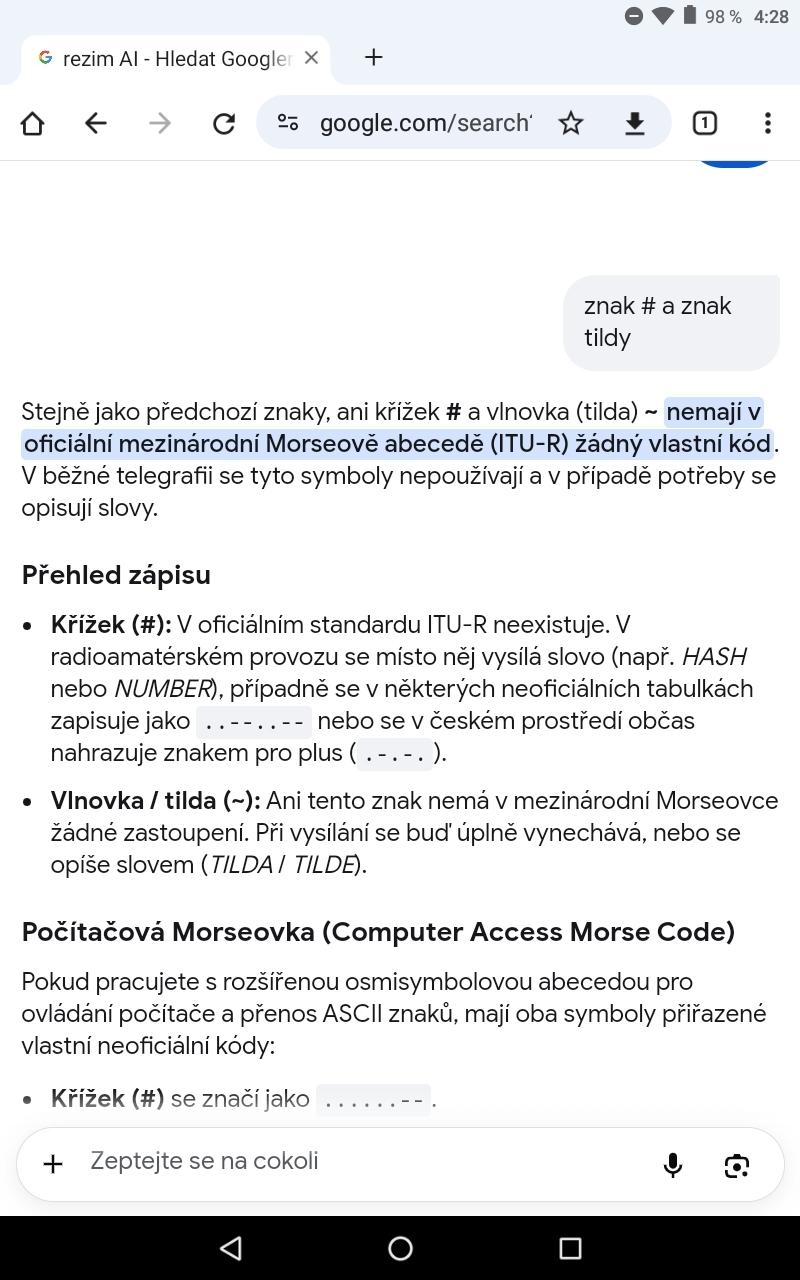 98 % 4:28
rezim AI - Hledat Googler
google.com/search?
1
znak # a znak
tildy
Stejně jako předchozí znaky, ani křížek # a vlnovka (tilda) ~ nemají v
oficiální mezinárodní Morseově abecedě (ITU-R) žádný vlastní kód.
V běžné telegrafii se tyto symboly nepoužívají a v případě potřeby se
opisují slovy.
Přehled zápisu
• Křížek (#): V oficiálním standardu ITU-R neexistuje. V
radioamatérském provozu se místo něj vysílá slovo (např. HASH
nebo NUMBER), případně se v některých neoficiálních tabulkách
zapisuje jako ..--..-- nebo se v českém prostředí občas
nahrazuje znakem pro plus (.-.-.).
• Vlnovka / tilda (~): Ani tento znak nemá v mezinárodní Morseovce
žádné zastoupení. Při vysílání se buď úplně vynechává, nebo se
opíše slovem (TILDA / TILDE).
Počítačová Morseovka (Computer Access Morse Code)
Pokud pracujete s rozšířenou osmisymbolovou abecedou pro
ovládání počítače a přenos ASCII znaků, mají oba symboly přiřazené
vlastní neoficiální kódy:
• Křížek (#) se značí jako ......--.
Zeptejte se na cokoli